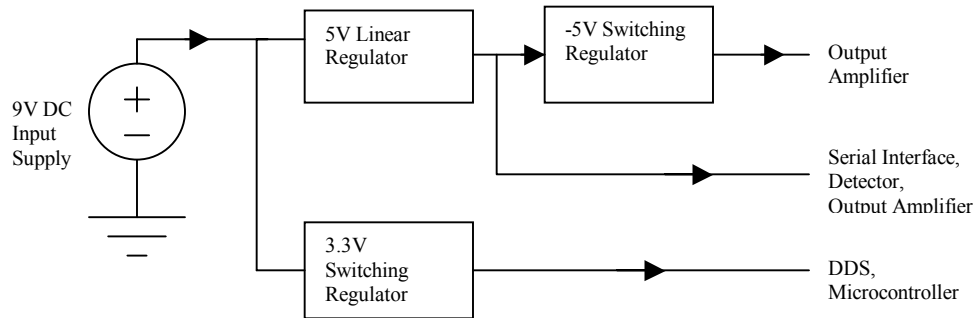 5V Linear
Regulator
-5V Switching
Regulator
Output
Amplifier
9V DC
Input
Supply
+
−
Serial Interface,
Detector,
Output Amplifier
3.3V
Switching
Regulator
DDS,
Microcontroller